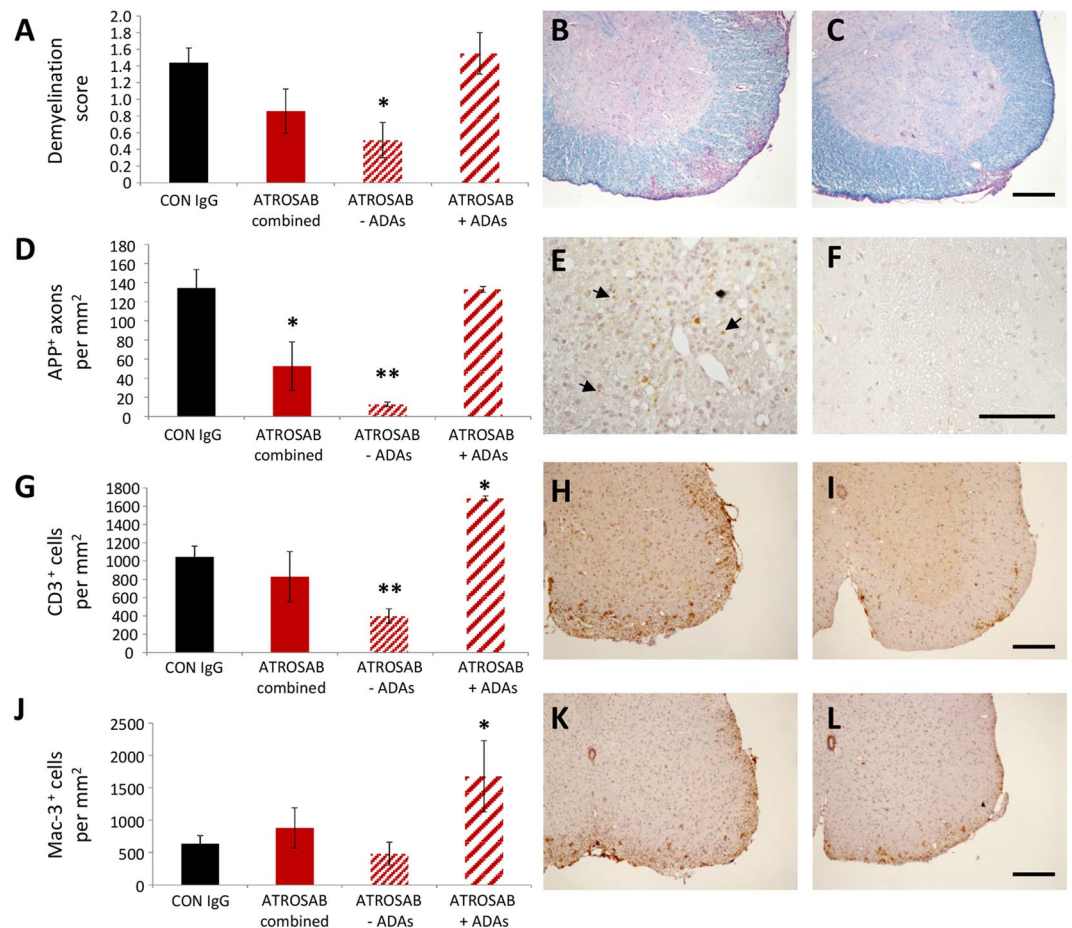 A
Demyelination
score
2.0
1.8
1.6
1.4
1.2
1.0
0.8
0.6
0.4
0.2
0
*
CON IgG
ATROSAB
combined
ATROSAB
- ADAs
ATROSAB
+ ADAs
B
C
D
APP⁺ axons
per mm²
180
160
140
120
100
80
60
40
20
0
*
**
CON IgG
ATROSAB
combined
ATROSAB
- ADAs
ATROSAB
+ ADAs
E
F
G
CD3⁺ cells
per mm²
1800
1600
1400
1200
1000
800
600
400
200
0
**
*
CON IgG
ATROSAB
combined
ATROSAB
- ADAs
ATROSAB
+ ADAs
H
I
J
Mac-3⁺ cells
per mm²
2500
2000
1500
1000
500
0
*
CON IgG
ATROSAB
combined
ATROSAB
- ADAs
ATROSAB
+ ADAs
K
L